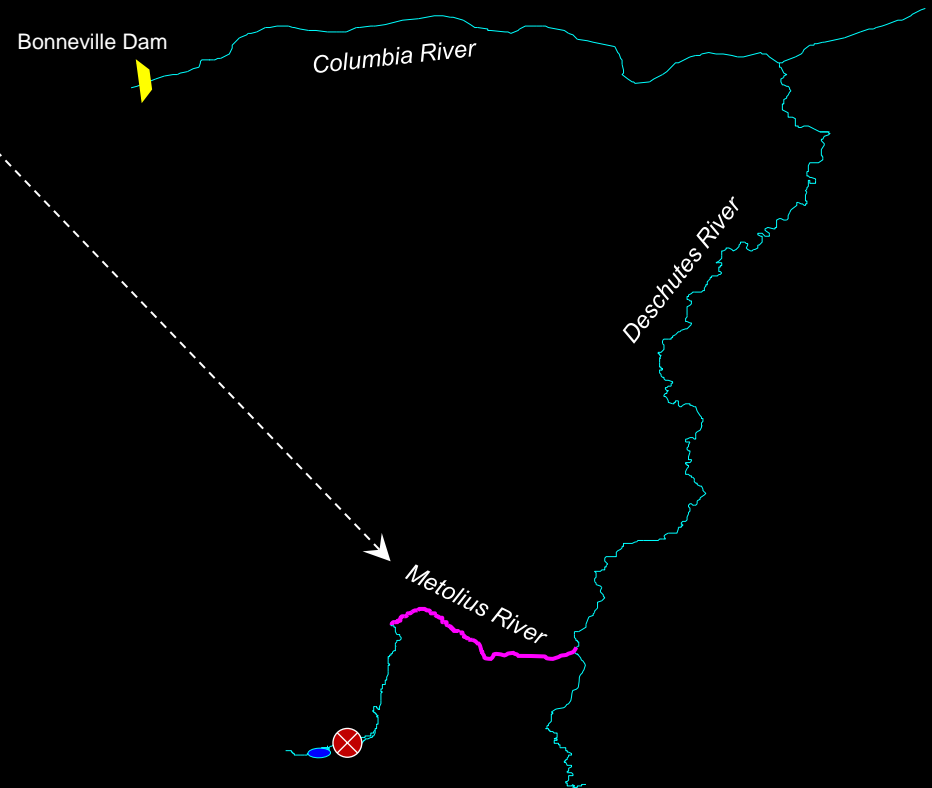 Bonneville Dam
Columbia River
Deschutes River
Metolius River